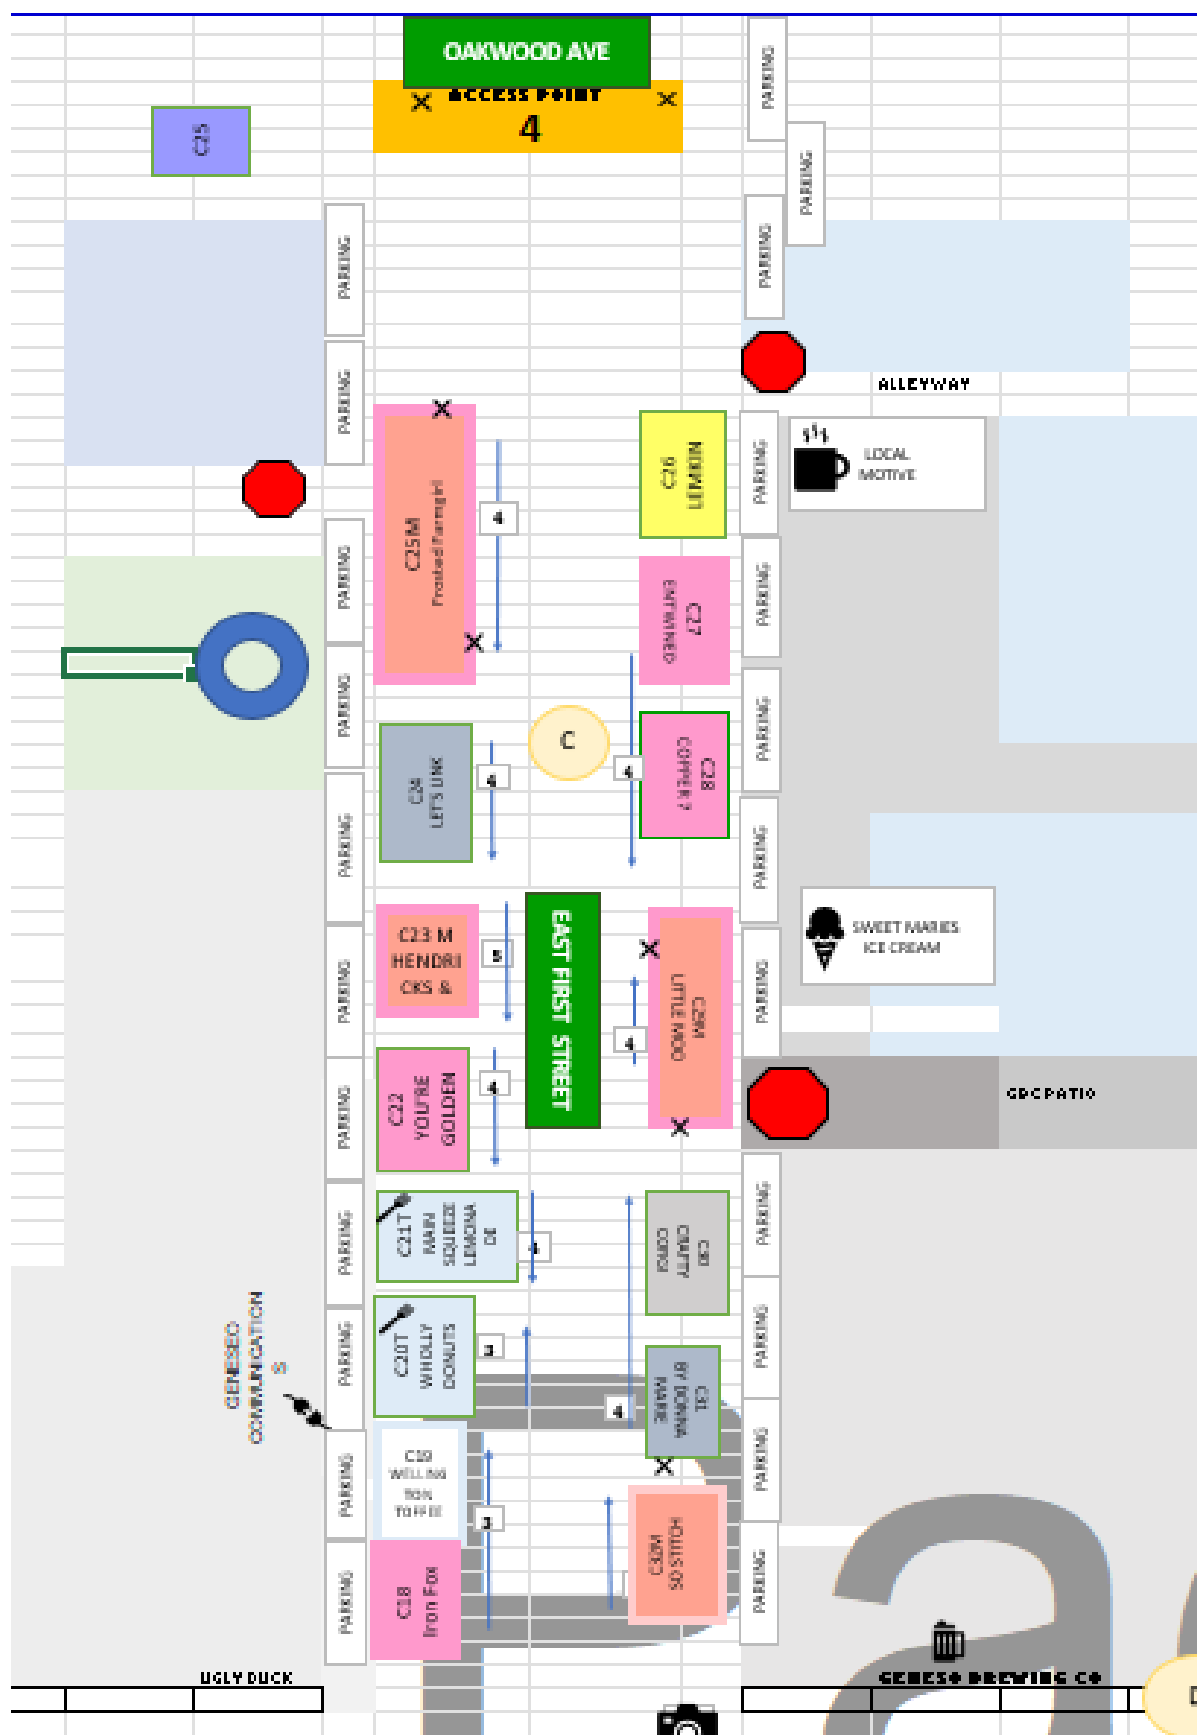 OAKWOOD AVE
ACCESS POINT
4
X
X
PARKING
PARKING
PARKING
C25
PARKING
PARKING
ALLEYWAY
LOCAL
MOTIVE
C25M
Frosted Farmgirl
X
X
4
C26
LEMKIN
PARKING
C27
ENTWINED
PARKING
PARKING
PARKING
C24
LET'S LINK
4
C
4
C28
COPPER 7
PARKING
PARKING
PARKING
C23 M
HENDRI
CKS &
5
EAST FIRST STREET
X
C29M
LITTLE MOO
4
X
PARKING
PARKING
PARKING
SWEET MARIES
ICE CREAM
C22
YOU'RE
GOLDEN
4
PARKING
GBC PATIO
C21T
MAIN
SQUEEZE
LEMONA
DE
PARKING
C30
CRAFTY
CORGI
PARKING
C20T
WHOLLY
DONUTS
3
PARKING
4
C31
BY DONNA
MARIE
PARKING
GENESEO
COMMUNICATION
S
C19
WELLING
TON
TOFFEE
3
PARKING
X
C32M
SO STITCH
PARKING
C18
Iron Fox
PARKING
PARKING
UGLY DUCK
GENESO BREWING CO
a
D